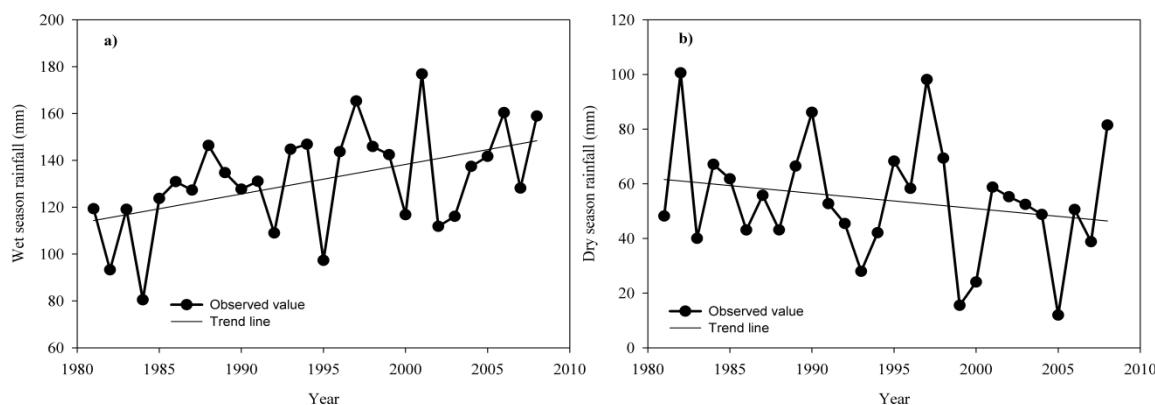 a)
Wet season rainfall (mm)
200
180
160
140
120
100
80
60
Observed value
Trend line
1980 1985 1990 1995 2000 2005 2010
Year
b)
Dry season rainfall (mm)
120
100
80
60
40
20
0
Observed value
Trend line
1980 1985 1990 1995 2000 2005 2010
Year